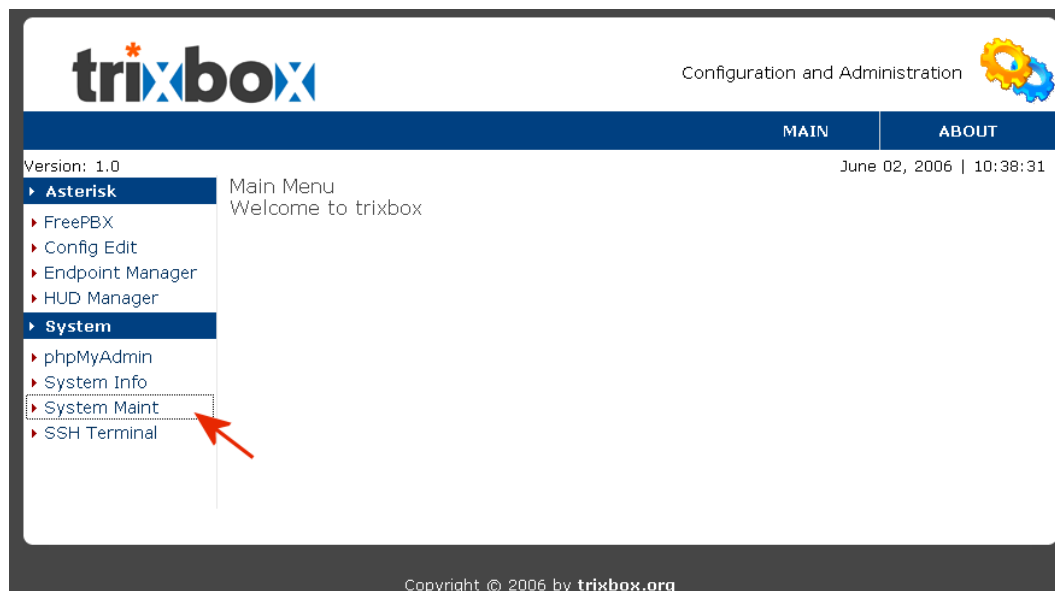 trixbox
Configuration and Administration
MAIN
ABOUT
Version: 1.0
June 02, 2006 | 10:38:31
Asterisk
FreePBX
Config Edit
Endpoint Manager
HUD Manager
System
phpMyAdmin
System Info
System Maint
SSH Terminal
Main Menu
Welcome to trixbox
Copyright © 2006 by trixbox.org